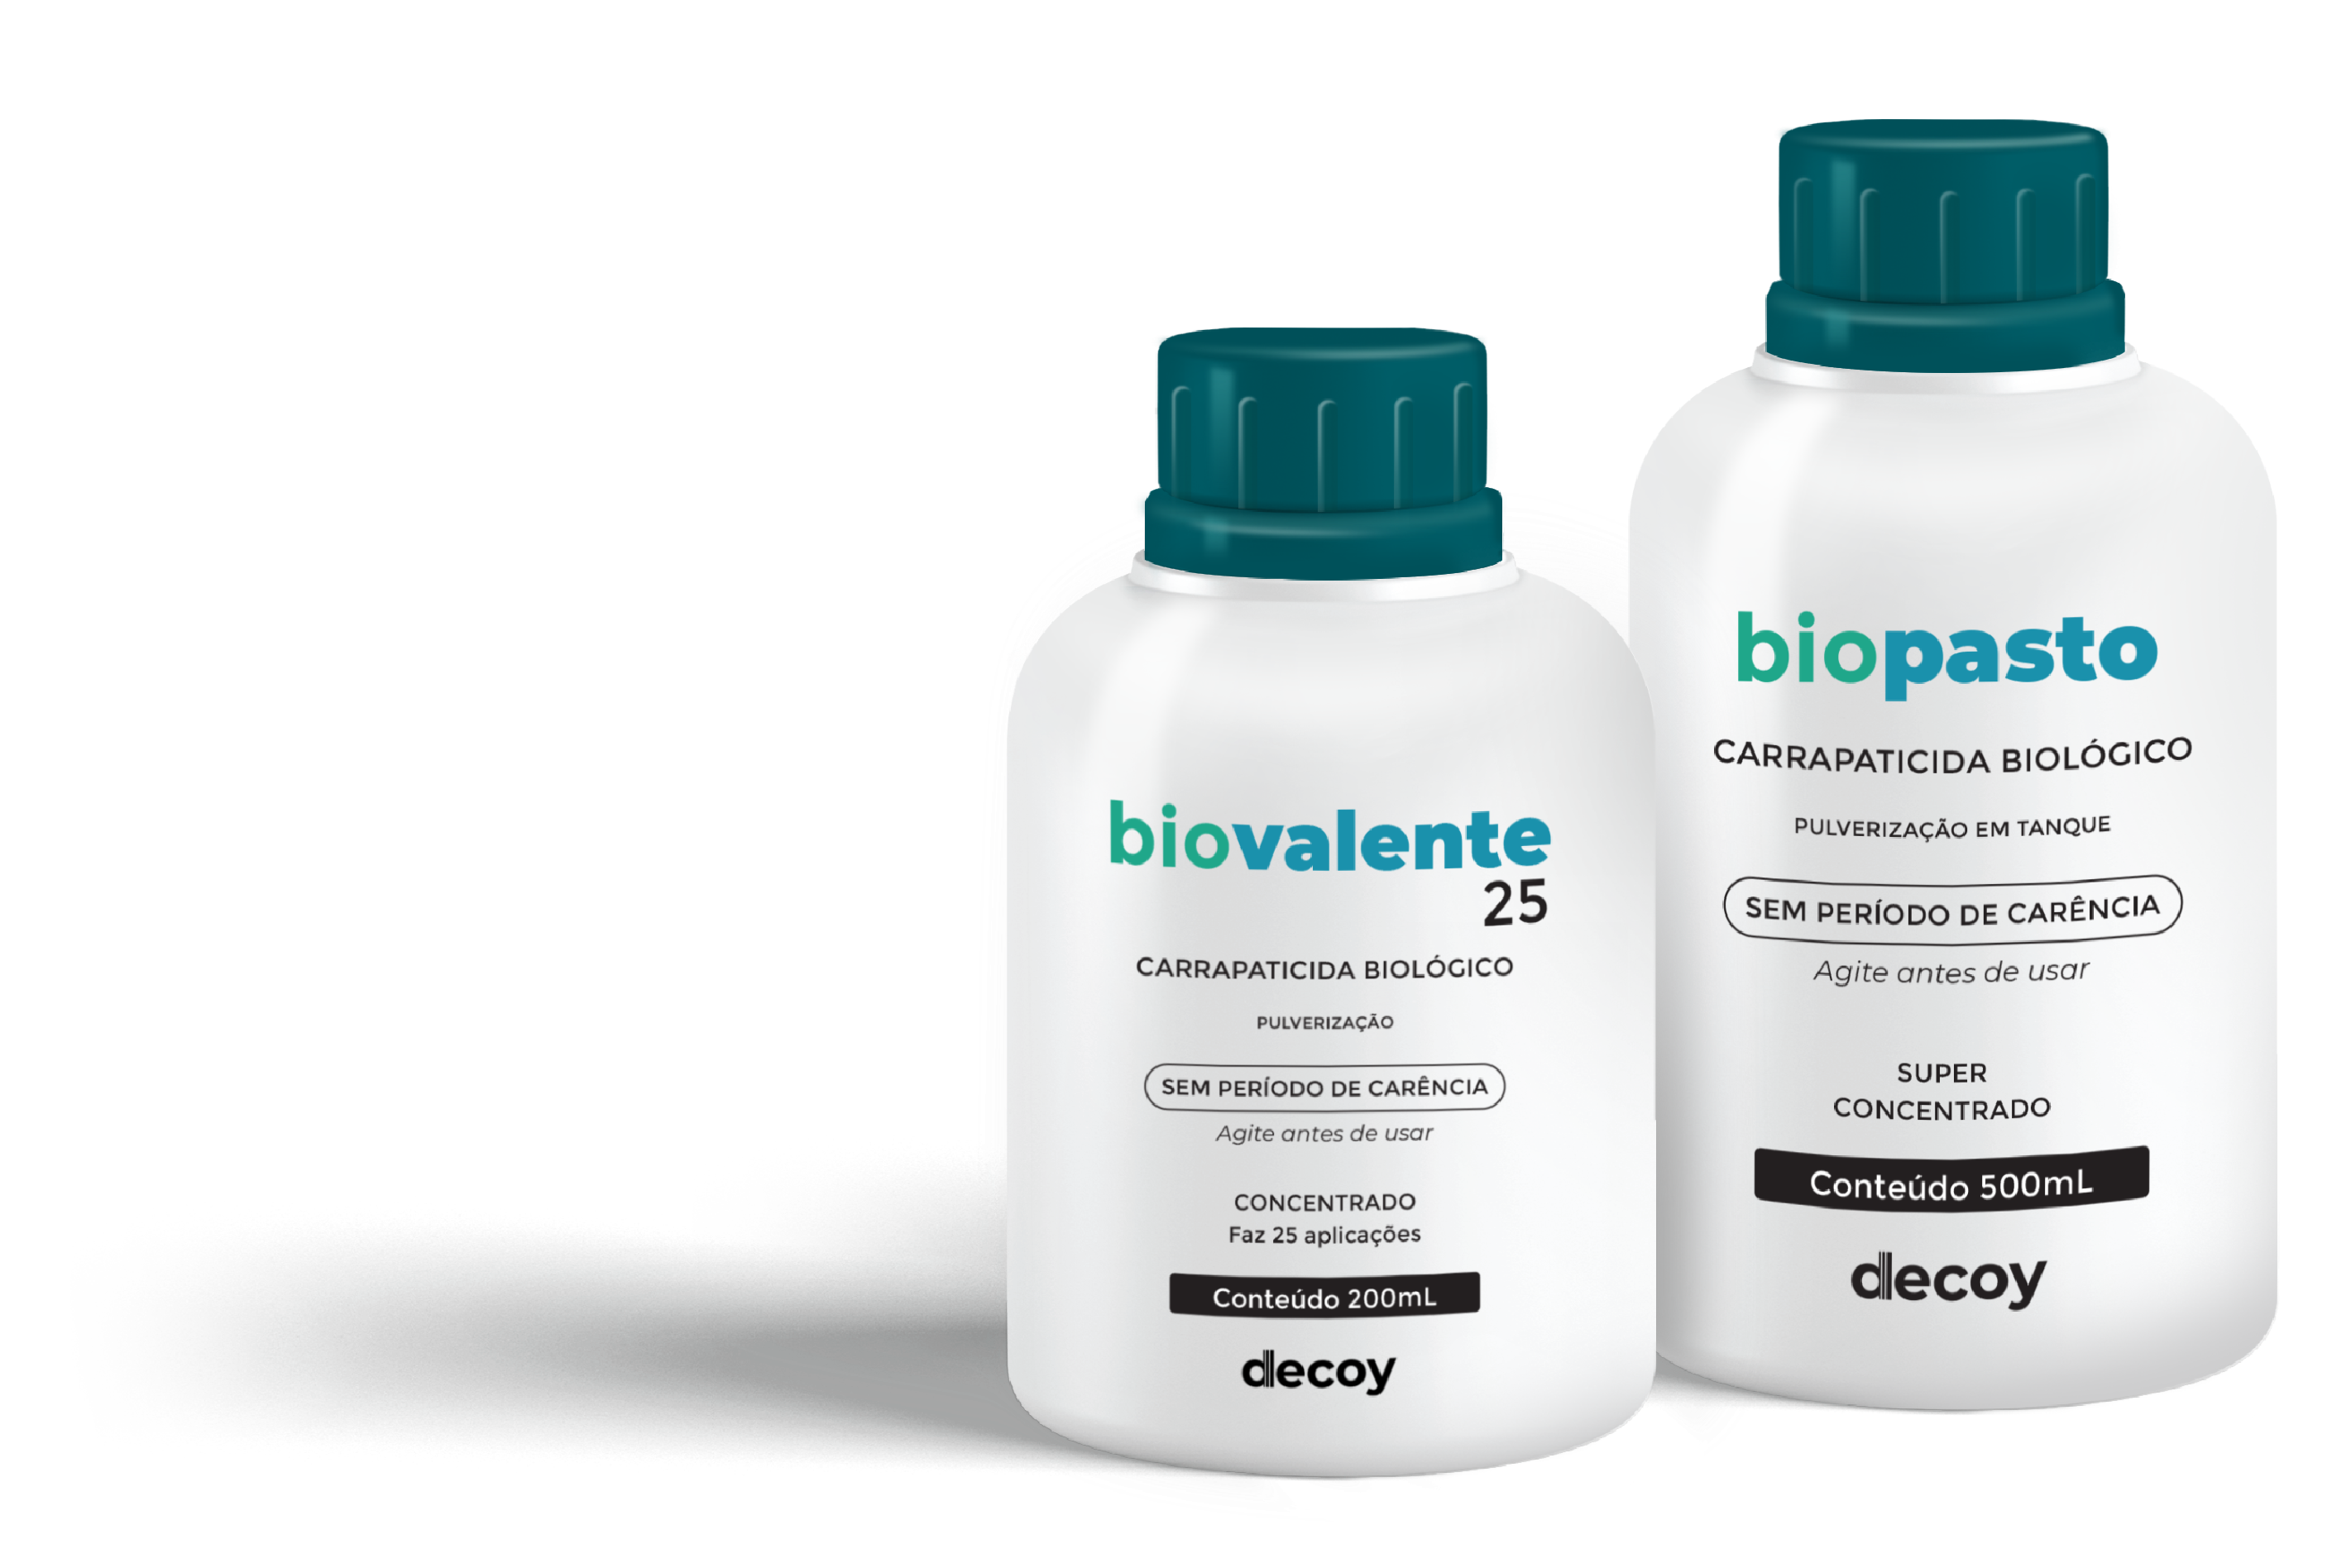 biovalente
25
CARRAPATICIDA BIOLÓGICO
PULVERIZAÇÃO
SEM PERÍODO DE CARÊNCIA
Agite antes de usar
CONCENTRADO
Faz 25 aplicações
Conteúdo 200mL
decoy
biopasto
CARRAPATICIDA BIOLÓGICO
PULVERIZAÇÃO EM TANQUE
SEM PERÍODO DE CARÊNCIA
Agite antes de usar
SUPER
CONCENTRADO
Conteúdo 500mL
decoy